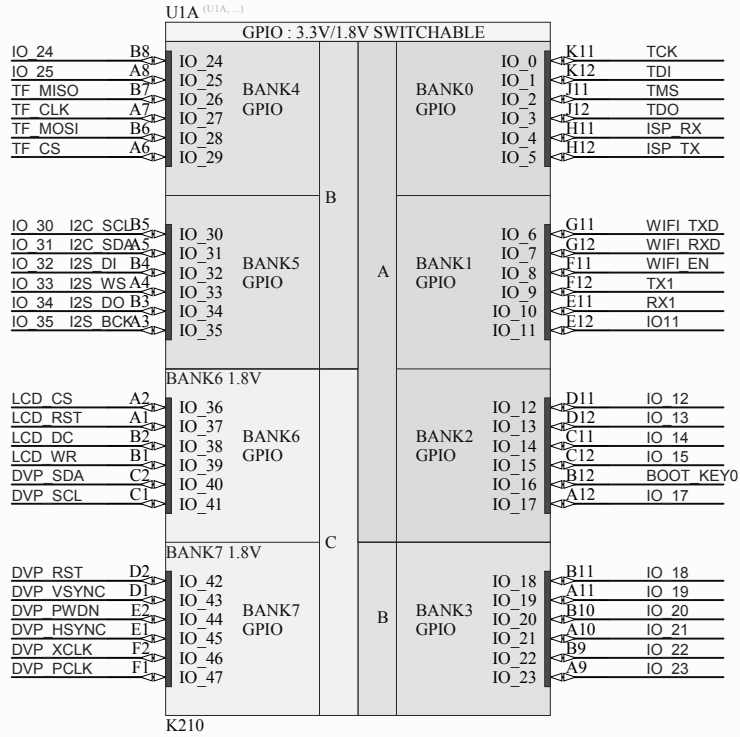 U1A (U1A, ...)
GPIO : 3.3V/1.8V SWITCHABLE
IO_24 B8 IO_24
IO_25 A8 IO_25
TF_MISO B7 IO_26
TF_CLK A7 IO_27
TF_MOSI B6 IO_28
TF_CS A6 IO_29
BANK4
GPIO
IO_30 I2C_SCL B5 IO_30
IO_31 I2C_SDA A5 IO_31
IO_32 I2S_DI B4 IO_32
IO_33 I2S_WS A4 IO_33
IO_34 I2S_DO B3 IO_34
IO_35 I2S_BCK A3 IO_35
BANK5
GPIO
B
BANK6 1.8V
LCD_CS A2 IO_36
LCD_RST A1 IO_37
LCD_DC B2 IO_38
LCD_WR B1 IO_39
DVP_SDA C2 IO_40
DVP_SCL C1 IO_41
BANK6
GPIO
BANK7 1.8V
DVP_RST D2 IO_42
DVP_VSYNC D1 IO_43
DVP_PWDN E2 IO_44
DVP_HSYNC E1 IO_45
DVP_XCLK F2 IO_46
DVP_PCLK F1 IO_47
BANK7
GPIO
C
BANK0
GPIO
IO_0 K11 TCK
IO_1 K12 TDI
IO_2 J11 TMS
IO_3 J12 TDO
IO_4 H11 ISP_RX
IO_5 H12 ISP_TX
A
BANK1
GPIO
IO_6 G11 WIFI_TXD
IO_7 G12 WIFI_RXD
IO_8 F11 WIFI_EN
IO_9 F12 TX1
IO_10 E11 RX1
IO_11 E12 IO11
BANK2
GPIO
IO_12 D11 IO_12
IO_13 D12 IO_13
IO_14 C11 IO_14
IO_15 C12 IO_15
IO_16 B12 BOOT_KEY0
IO_17 A12 IO_17
B
BANK3
GPIO
IO_18 B11 IO_18
IO_19 A11 IO_19
IO_20 B10 IO_20
IO_21 A10 IO_21
IO_22 B9 IO_22
IO_23 A9 IO_23
K210